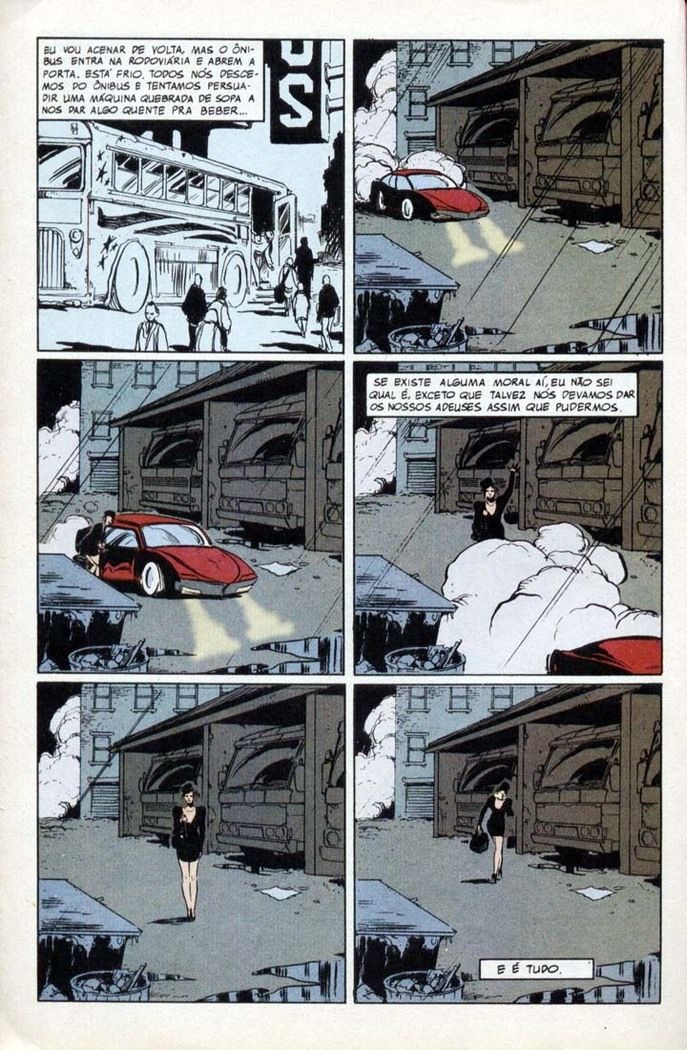 EU VOU ACENAR DE VOLTA, MAS O ÔNI-
BUS ENTRA NA RODOVIÁRIA E ABREM A
PORTA. ESTÁ FRIO. TODOS NÓS DESCE-
MOS DO ÔNIBUS E TENTAMOS PERSUA-
DIR UMA MÁQUINA QUEBRADA DE SOPA A
NOS DAR ALGO QUENTE PRA BEBER...
US
SE EXISTE ALGUMA MORAL AÍ, EU NÃO SEI
QUAL É, EXCETO QUE TALVEZ NÓS DEVAMOS DAR
OS NOSSOS ADEUSES ASSIM QUE PUDERMOS.
E É TUDO.